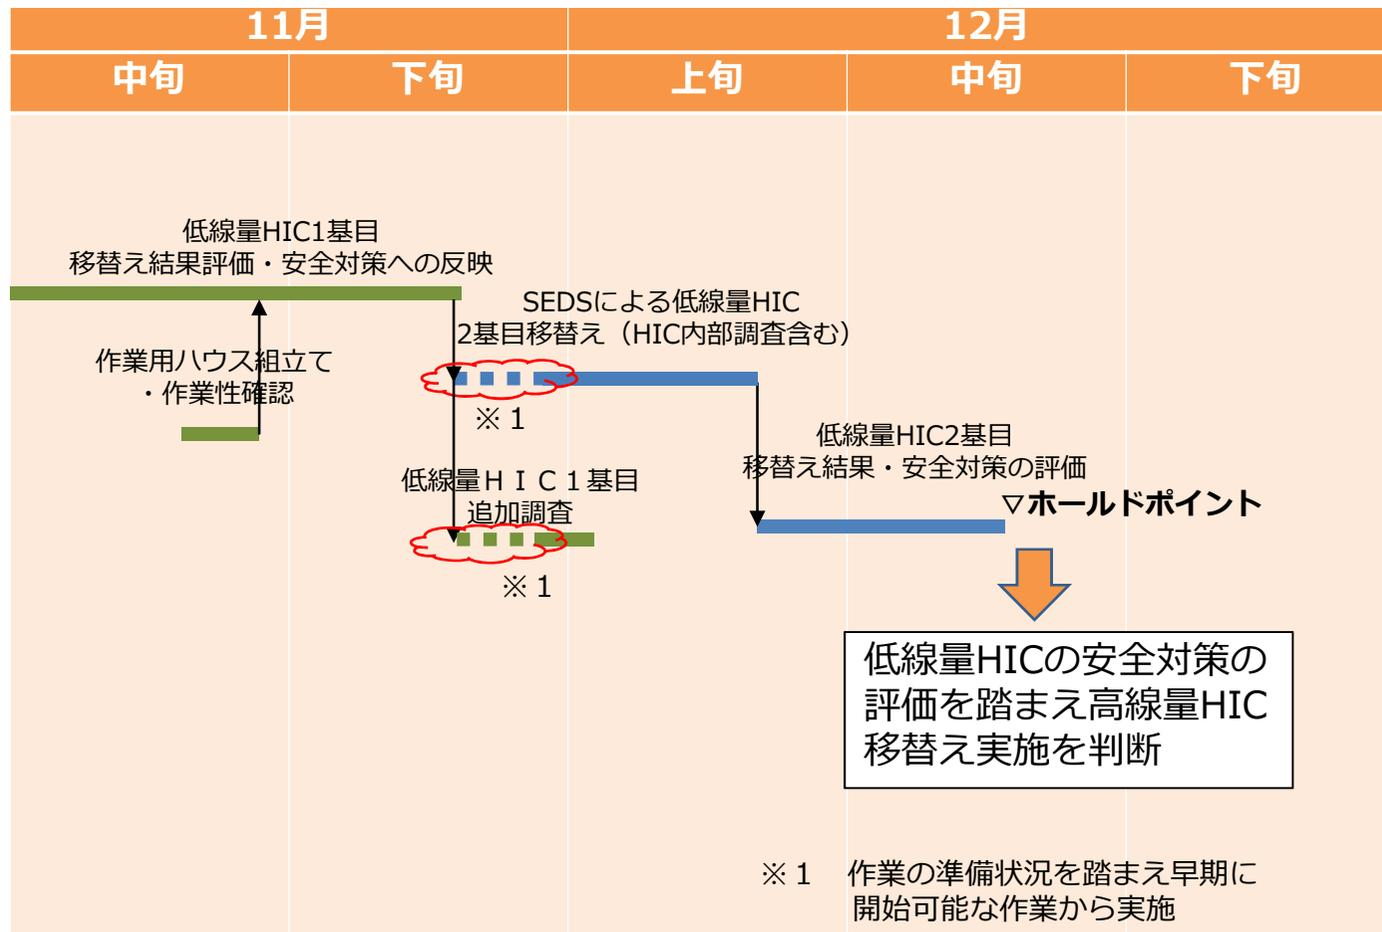 11月
12月
中旬
下旬
上旬
中旬
下旬
低線量HIC1基目
移替え結果評価・安全対策への反映
SEDSによる低線量HIC
2基目移替え（HIC内部調査含む）
作業用ハウス組立て
・作業性確認
※１
低線量HIC2基目
移替え結果・安全対策の評価
低線量ＨＩＣ１基目
追加調査
▽ホールドポイント
※１
低線量HICの安全対策の
評価を踏まえ高線量HIC
移替え実施を判断
※１　作業の準備状況を踏まえ早期に
開始可能な作業から実施